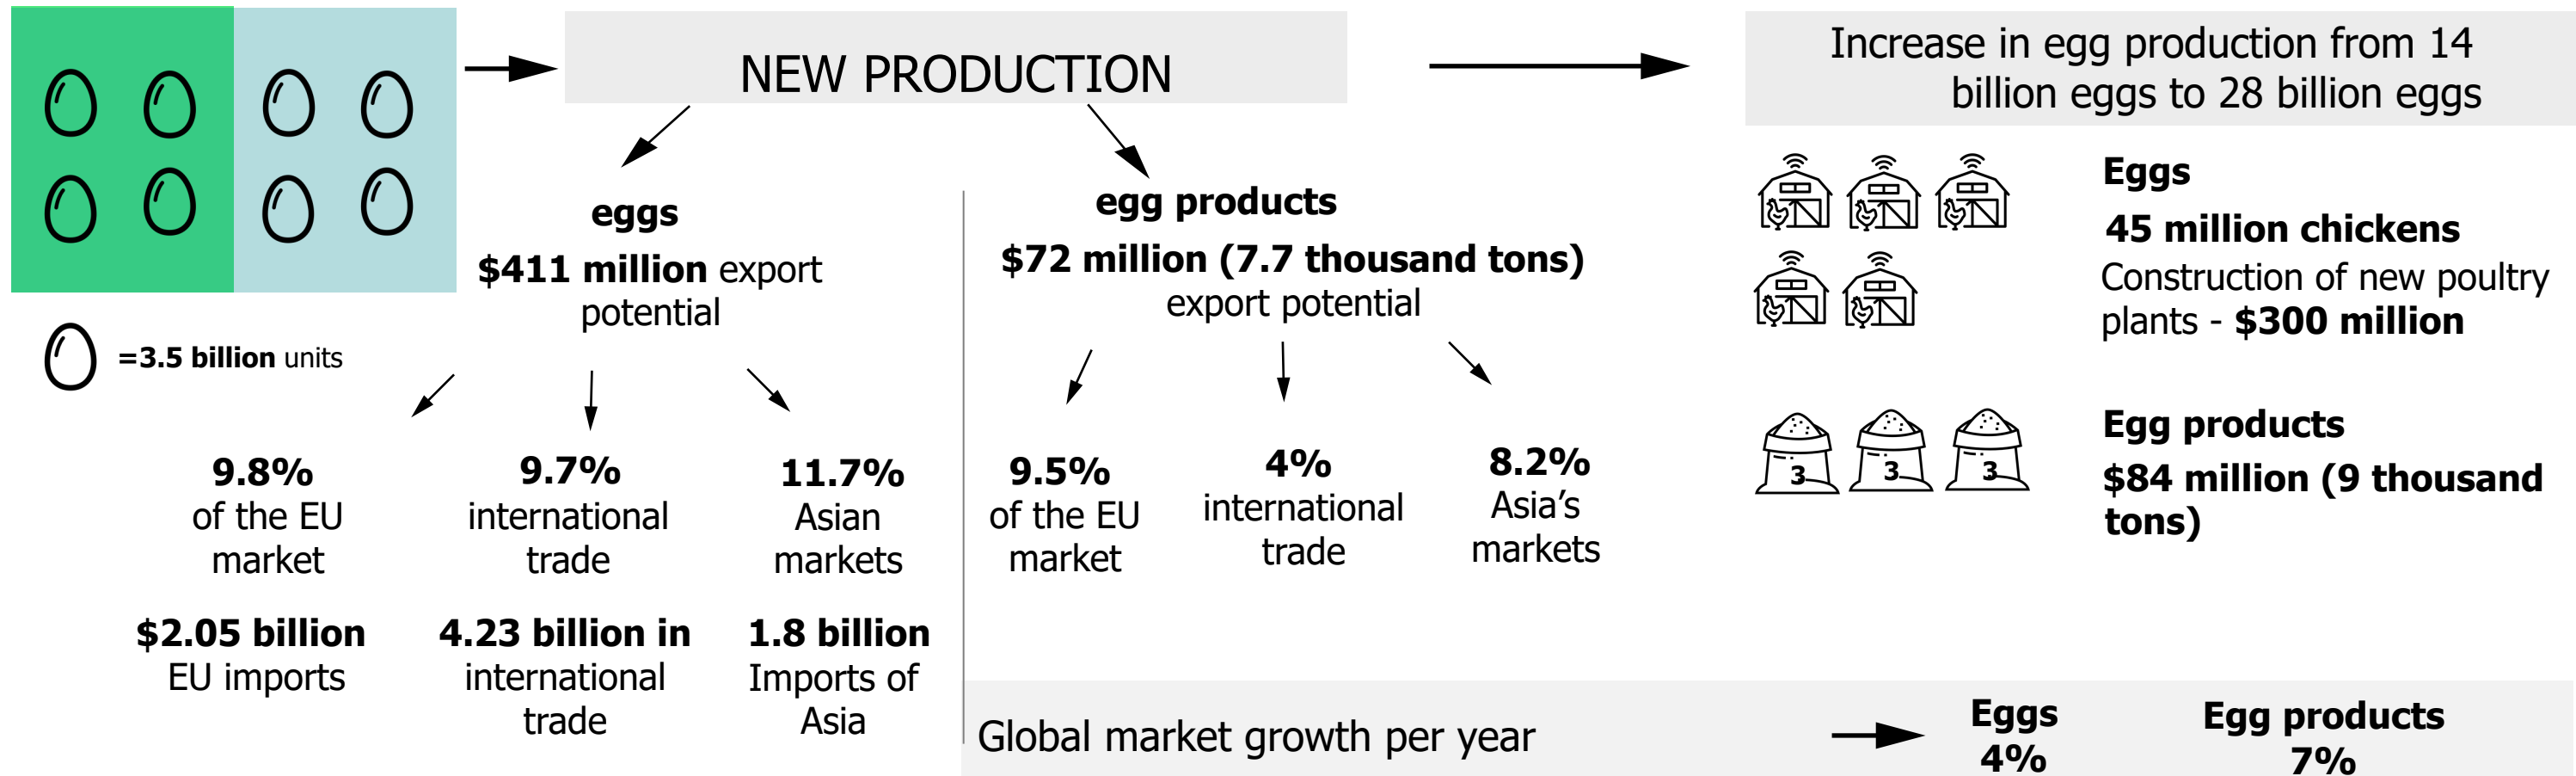 NEW PRODUCTION
Increase in egg production from 14
billion eggs to 28 billion eggs
=3.5 billion units
eggs
$411 million export
potential
9.8%
of the EU
market
9.7%
international
trade
11.7%
Asian
markets
$2.05 billion
EU imports
4.23 billion in
international
trade
1.8 billion
Imports of
Asia
egg products
$72 million (7.7 thousand tons)
export potential
9.5%
of the EU
market
4%
international
trade
8.2%
Asia’s
markets
Eggs
45 million chickens
Construction of new poultry
plants - $300 million
3
3
3
Egg products
$84 million (9 thousand
tons)
Global market growth per year
Eggs
4%
Egg products
7%